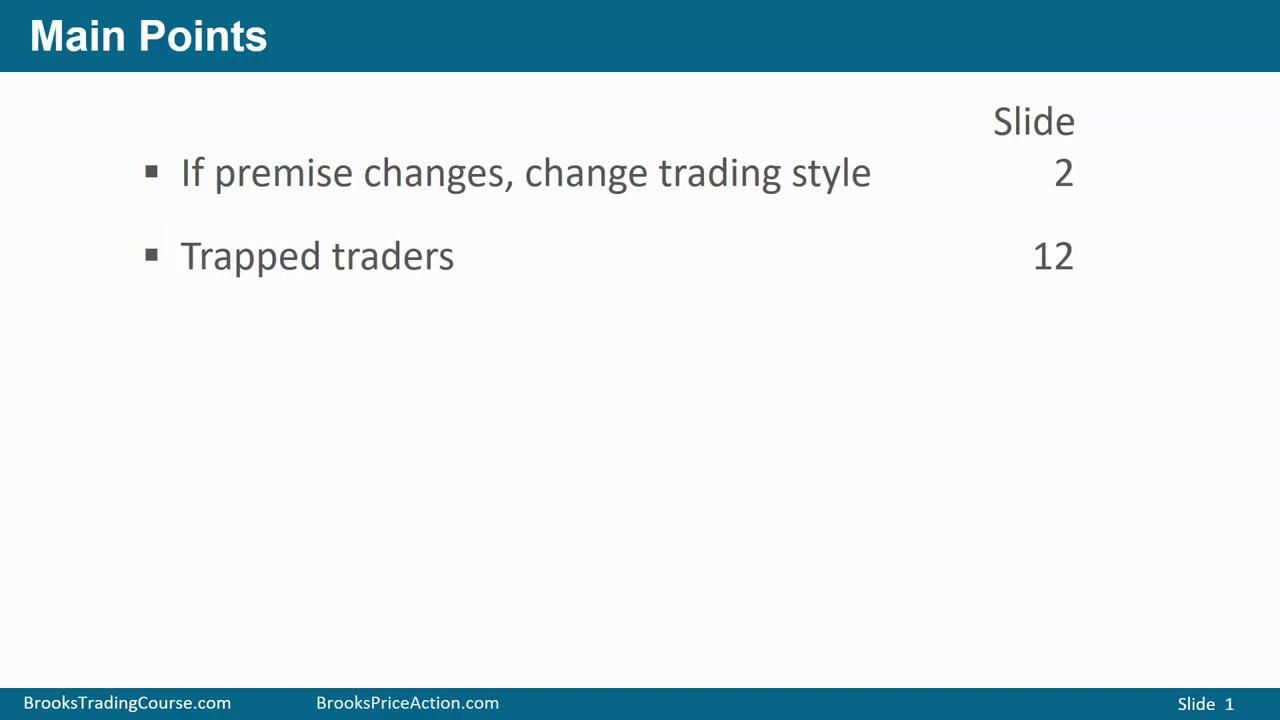 Main Points
Slide
▪ If premise changes, change trading style 2
▪ Trapped traders 12
BrooksTradingCourse.com BrooksPriceAction.com Slide 1